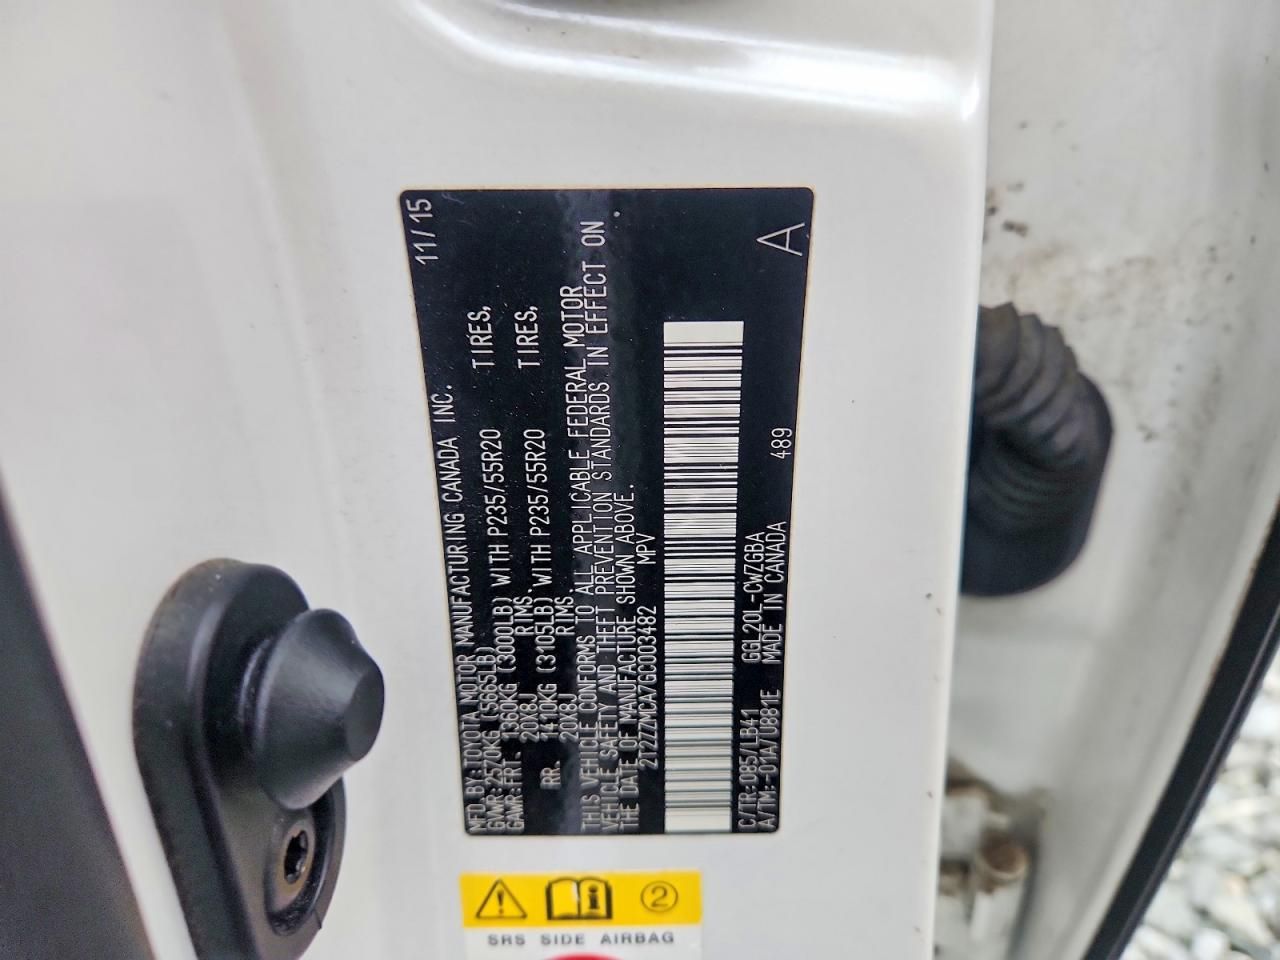 MFD.BY:TOYOTA MOTOR MANUFACTURING CANADA INC. 11/15
GVWR:2570KG (5665LB)
GAWR:FRT. 1360KG (3000LB) WITH P235/55R20 TIRES,
20X8J RIMS.
RR. 1410KG (3105LB) WITH P235/55R20 TIRES,
20X8J RIMS.
THIS VEHICLE CONFORMS TO ALL APPLICABLE FEDERAL MOTOR
VEHICLE SAFETY AND THEFT PREVENTION STANDARDS IN EFFECT ON
THE DATE OF MANUFACTURE SHOWN ABOVE.
2T2ZZMCA7GC003482 MPV
C/TR:085/LB41 GGL20L-CWZGBA 489 A
A/TM:-01A/U881E MADE IN CANADA
2
SRS SIDE AIRBAG